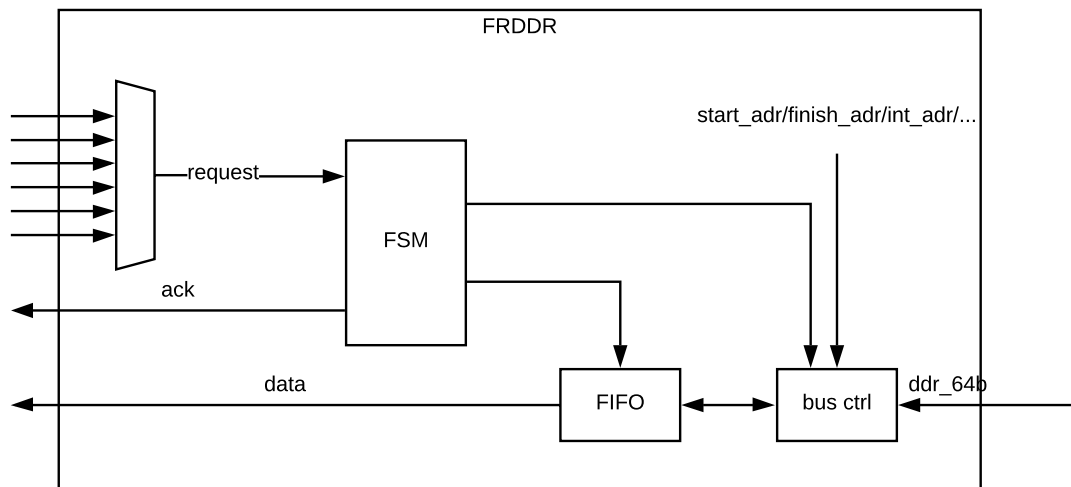 FRDDR
start_adr/finish_adr/int_adr/...
request
FSM
ack
data
FIFO
bus ctrl
ddr_64b